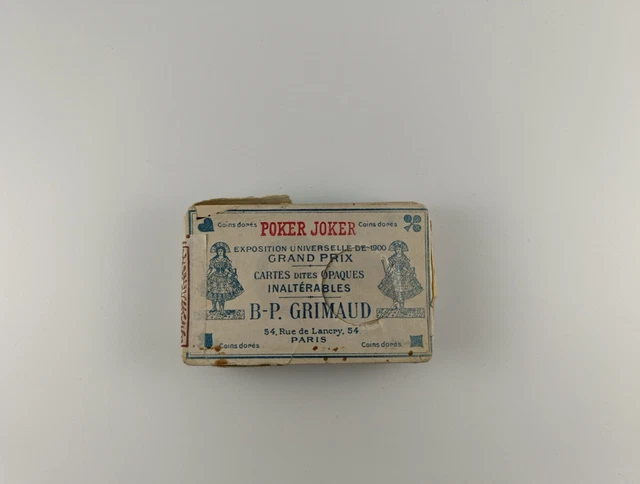 Coins dorés POKER JOKER Coins dorés
EXPOSITION UNIVERSELLE DE 1900
GRAND PRIX
CARTES DITES OPAQUES
INALTÉRABLES
B-P. GRIMAUD
54, Rue de Lancry, 54
PARIS
Coins dorés Coins dorés